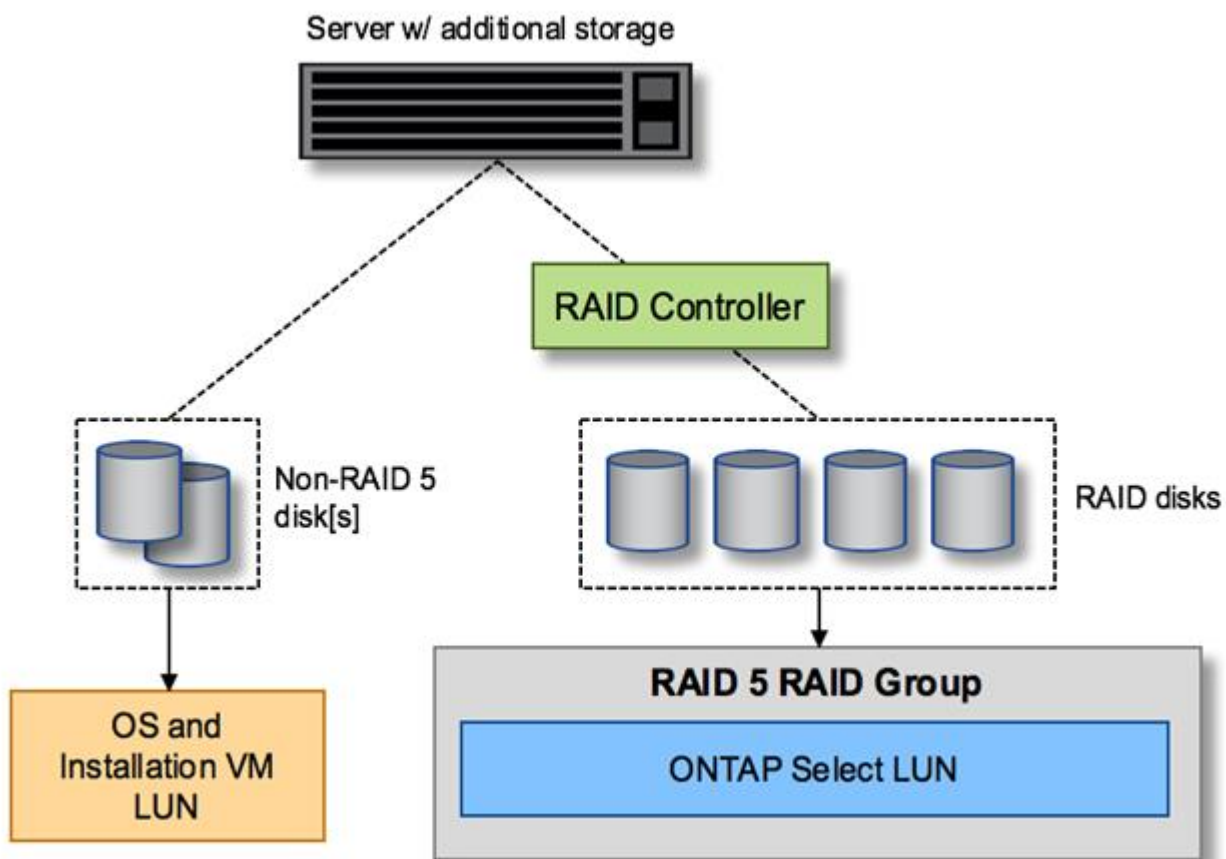 Server w/ additional storage
RAID Controller
Non-RAID 5
disk[s]
RAID disks
OS and
Installation VM
LUN
RAID 5 RAID Group
ONTAP Select LUN